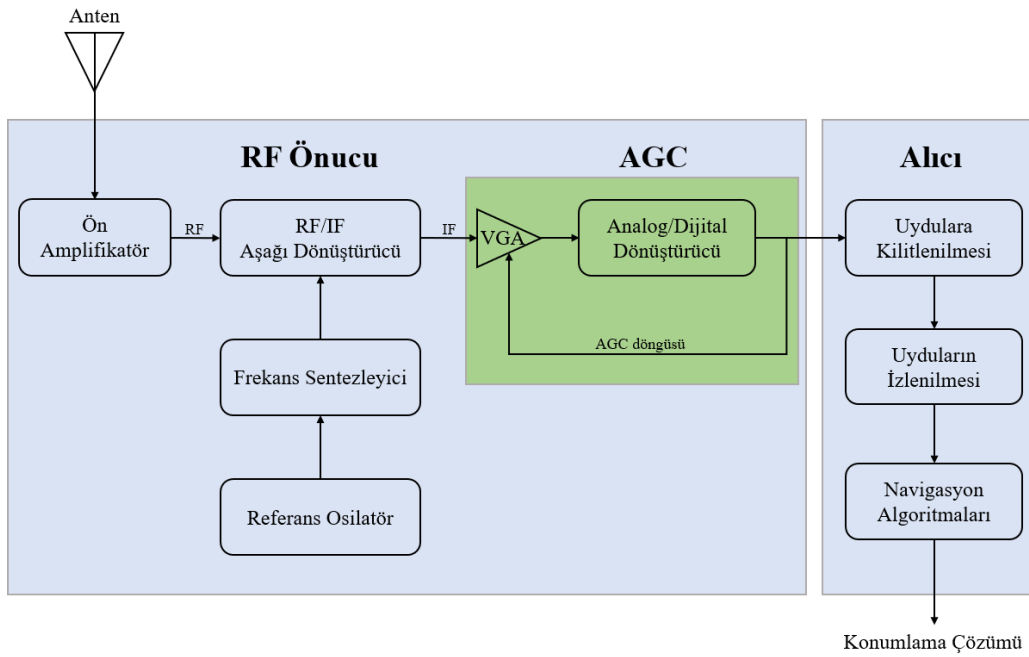 Anten
RF Önucu
AGC
Alıcı
Ön
Amplifikatör
RF
RF/IF
Aşağı Dönüştürücü
IF
VGA
Analog/Dijital
Dönüştürücü
AGC döngüsü
Uydulara
Kilitlenilmesi
Frekans Sentezleyici
Uyduların
İzlenilmesi
Referans Osilatör
Navigasyon
Algoritmaları
Konumlama Çözümü